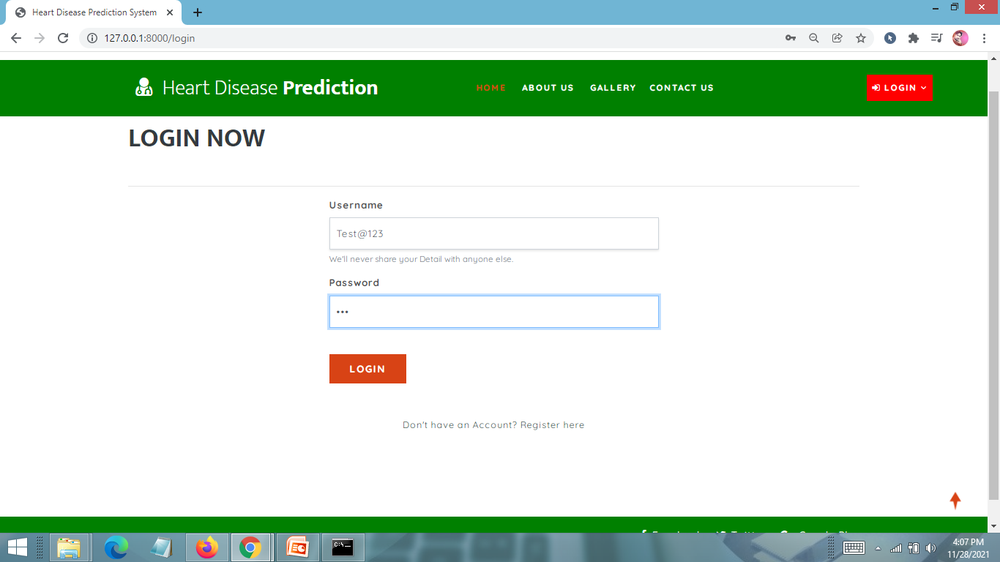 Heart Disease Prediction System
127.0.0.1:8000/login
Heart Disease Prediction
HOME ABOUT US GALLERY CONTACT US
LOGIN
LOGIN NOW
Username
Test@123
We'll never share your Detail with anyone else.
Password
•••
LOGIN
Don't have an Account? Register here
4:07 PM
11/28/2021